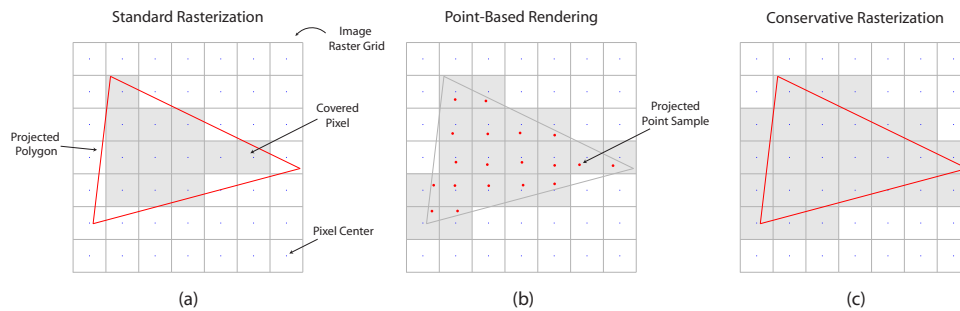 Standard Rasterization
Point-Based Rendering
Conservative Rasterization
Image
Raster Grid
Covered
Pixel
Projected
Polygon
Pixel Center
Projected
Point Sample
(a)
(b)
(c)